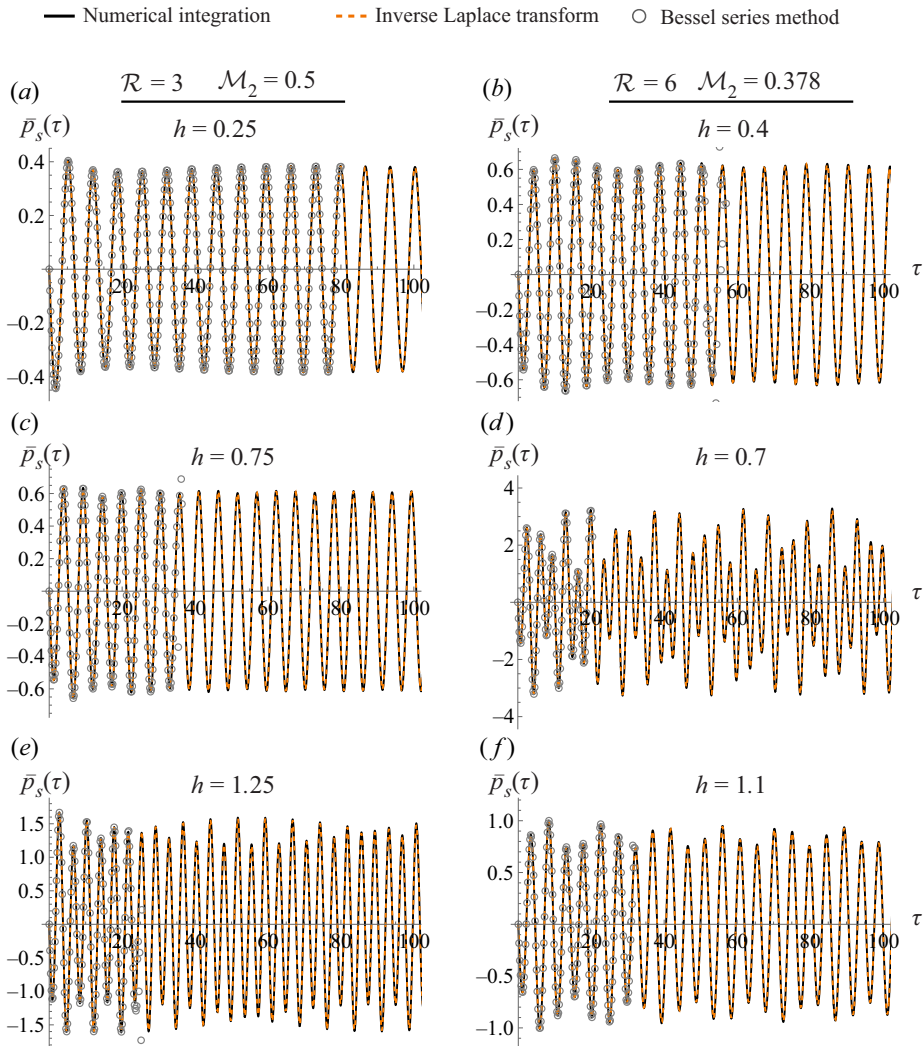 Numerical integration Inverse Laplace transform Bessel series method
(a) ℛ = 3 ℳ₂ = 0.5 (b) ℛ = 6 ℳ₂ = 0.378
p̄ₛ(τ) h = 0.25 p̄ₛ(τ) h = 0.4
0.4
0.2
−0.2
−0.4
20 40 60 80 100
0.6
0.4
0.2
−0.2
−0.4
−0.6
20 40 60 80 100
τ
(c) (d)
p̄ₛ(τ) h = 0.75 p̄ₛ(τ) h = 0.7
0.6
0.4
0.2
−0.2
−0.4
−0.6
20 40 60 80 100
4
2
−2
−4
20 40 60 80 100
τ
(e) (f)
p̄ₛ(τ) h = 1.25 p̄ₛ(τ) h = 1.1
1.5
1.0
0.5
−0.5
−1.0
−1.5
20 40 60 80 100
1.0
0.5
−0.5
−1.0
20 40 60 80 100
τ